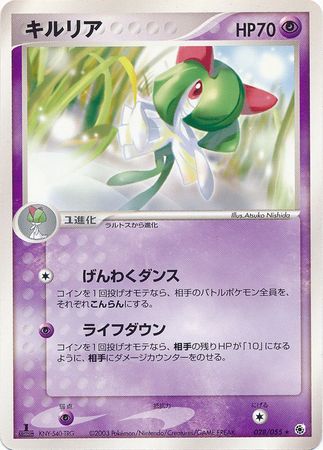 キルリア HP70
Illus.Atsuko Nishida
1進化 ラルトスから進化
げんわくダンス
コインを1回投げオモテなら、相手のバトルポケモン全員を、
それぞれこんらんにする。
ライフダウン
コインを1回投げオモテなら、相手の残りHPが「10」になる
ように、相手にダメージカウンターをのせる。
弱点 抵抗力 にげる
1 KNY-540-TRG ©2003 Pokémon/Nintendo/Creatures/GAME FREAK. 028/055 ★